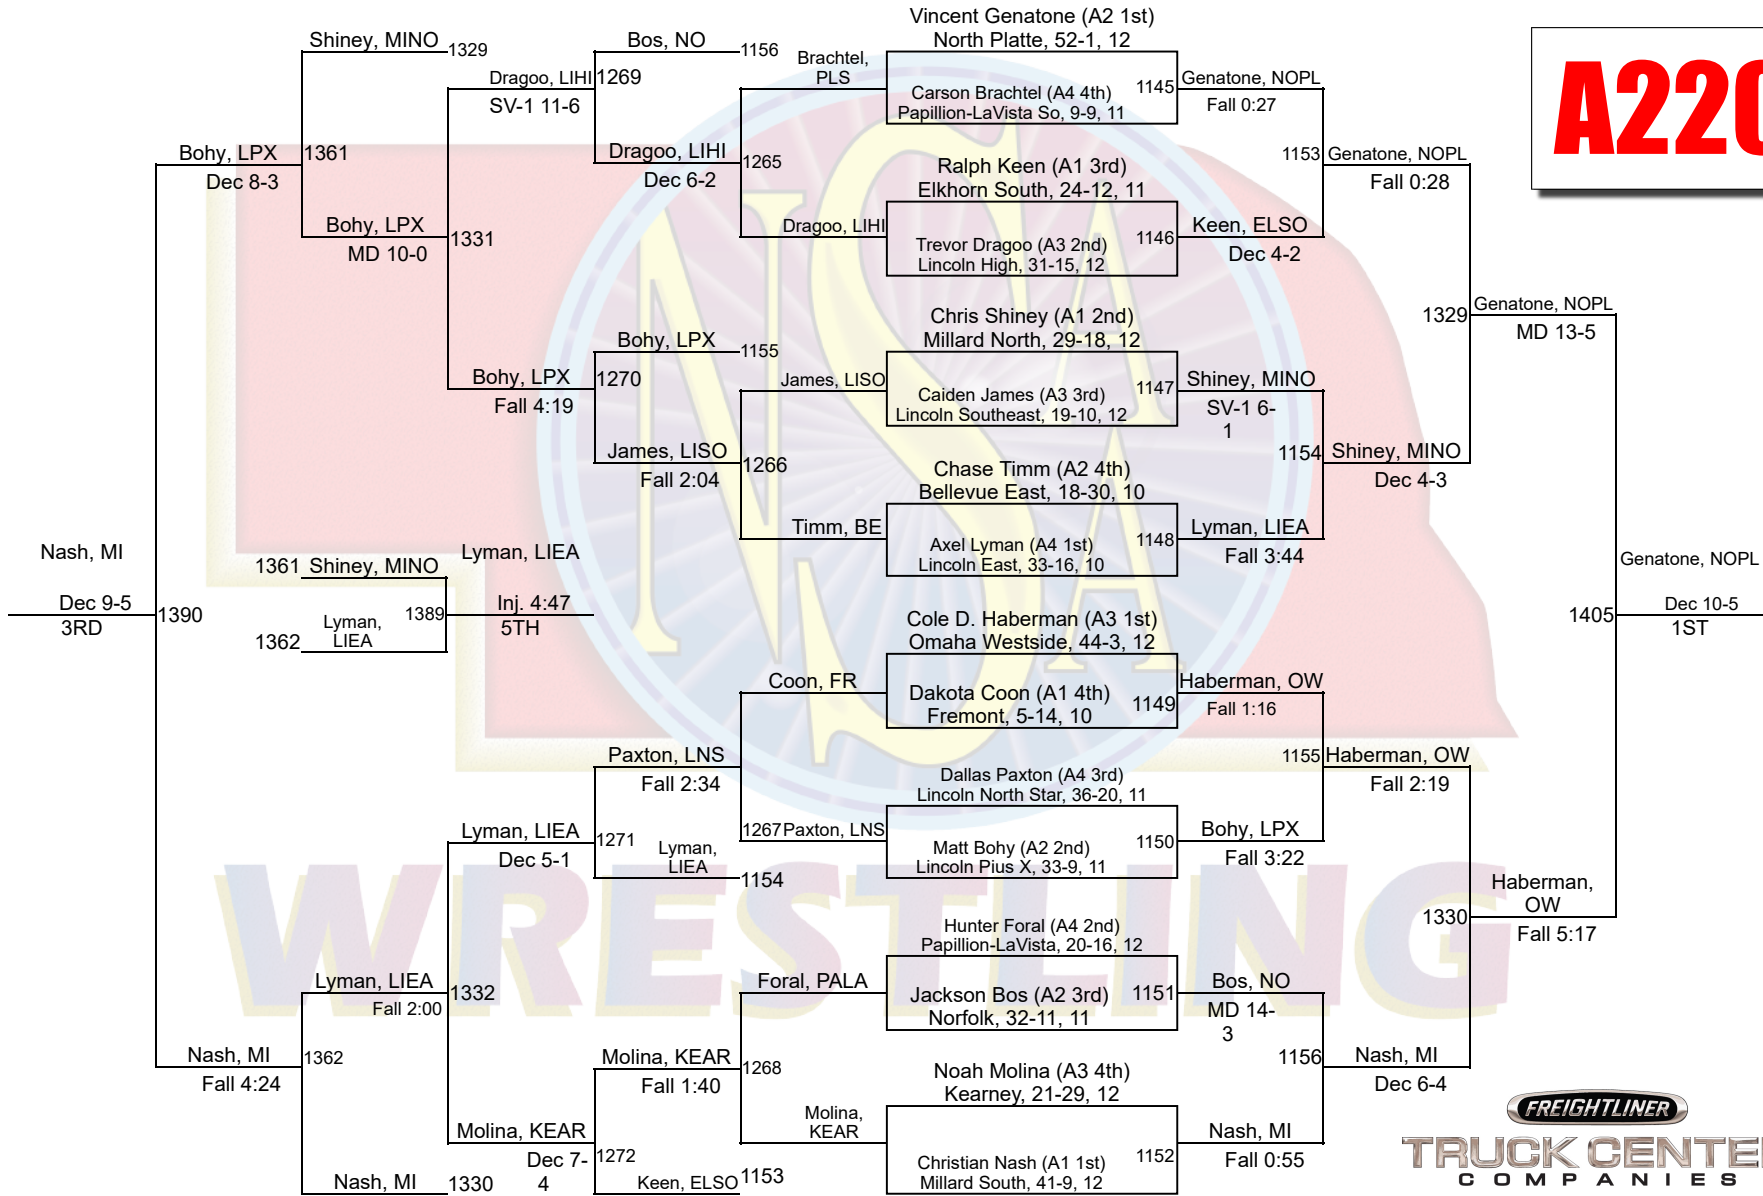 Vincent Genatone (A2 1st)
North Platte, 52-1, 12
Carson Brachtel (A4 4th)
Papillion-LaVista So, 9-9, 11
1145
Ralph Keen (A1 3rd)
Elkhorn South, 24-12, 11
Trevor Dragoo (A3 2nd)
Lincoln High, 31-15, 12
1146
Chris Shiney (A1 2nd)
Millard North, 29-18, 12
Caiden James (A3 3rd)
Lincoln Southeast, 19-10, 12
1147
Chase Timm (A2 4th)
Bellevue East, 18-30, 10
Axel Lyman (A4 1st)
Lincoln East, 33-16, 10
1148
Cole D. Haberman (A3 1st)
Omaha Westside, 44-3, 12
Dakota Coon (A1 4th)
Fremont, 5-14, 10
1149
Dallas Paxton (A4 3rd)
Lincoln North Star, 36-20, 11
Matt Bohy (A2 2nd)
Lincoln Pius X, 33-9, 11
1150
Hunter Foral (A4 2nd)
Papillion-LaVista, 20-16, 12
Jackson Bos (A2 3rd)
Norfolk, 32-11, 11
1151
Noah Molina (A3 4th)
Kearney, 21-29, 12
Christian Nash (A1 1st)
Millard South, 41-9, 12
1152
Genatone, NOPL
Fall 0:27
Keen, ELSO
Dec 4-2
Shiney, MINO
SV-1 6-
1
Lyman, LIEA
Fall 3:44
Haberman, OW
Fall 1:16
Bohy, LPX
Fall 3:22
Bos, NO
MD 14-
3
Nash, MI
Fall 0:55
1153
Genatone, NOPL
Fall 0:28
1154
Shiney, MINO
Dec 4-3
1155
Haberman, OW
Fall 2:19
1156
Nash, MI
Dec 6-4
1329
Genatone, NOPL
MD 13-5
1330
Haberman,
OW
Fall 5:17
1405
Genatone, NOPL
Dec 10-5
1ST
Brachtel,
PLS
Dragoo, LIHI
James, LISO
Timm, BE
Coon, FR
Paxton, LNS
Foral, PALA
Molina,
KEAR
1265
Dragoo, LIHI
Dec 6-2
1266
James, LISO
Fall 2:04
1267
Paxton, LNS
Fall 2:34
1268
Molina, KEAR
Fall 1:40
Bos, NO
1156
Bohy, LPX
1155
Lyman,
LIEA
1154
Keen, ELSO
1153
1269
Dragoo, LIHI
SV-1 11-6
1270
Bohy, LPX
Fall 4:19
1271
Lyman, LIEA
Dec 5-1
1272
Molina, KEAR
Dec 7-
4
Shiney, MINO
1329
1331
Bohy, LPX
MD 10-0
1332
Lyman, LIEA
Fall 2:00
Nash, MI
1330
1361
Bohy, LPX
Dec 8-3
1362
Nash, MI
Fall 4:24
1361
Shiney, MINO
1362
Lyman,
LIEA
1389
Lyman, LIEA
Inj. 4:47
5TH
1390
Nash, MI
Dec 9-5
3RD
NSAA
WRESTLING
FREIGHTLINER
TRUCK CENTE
COMPANIES